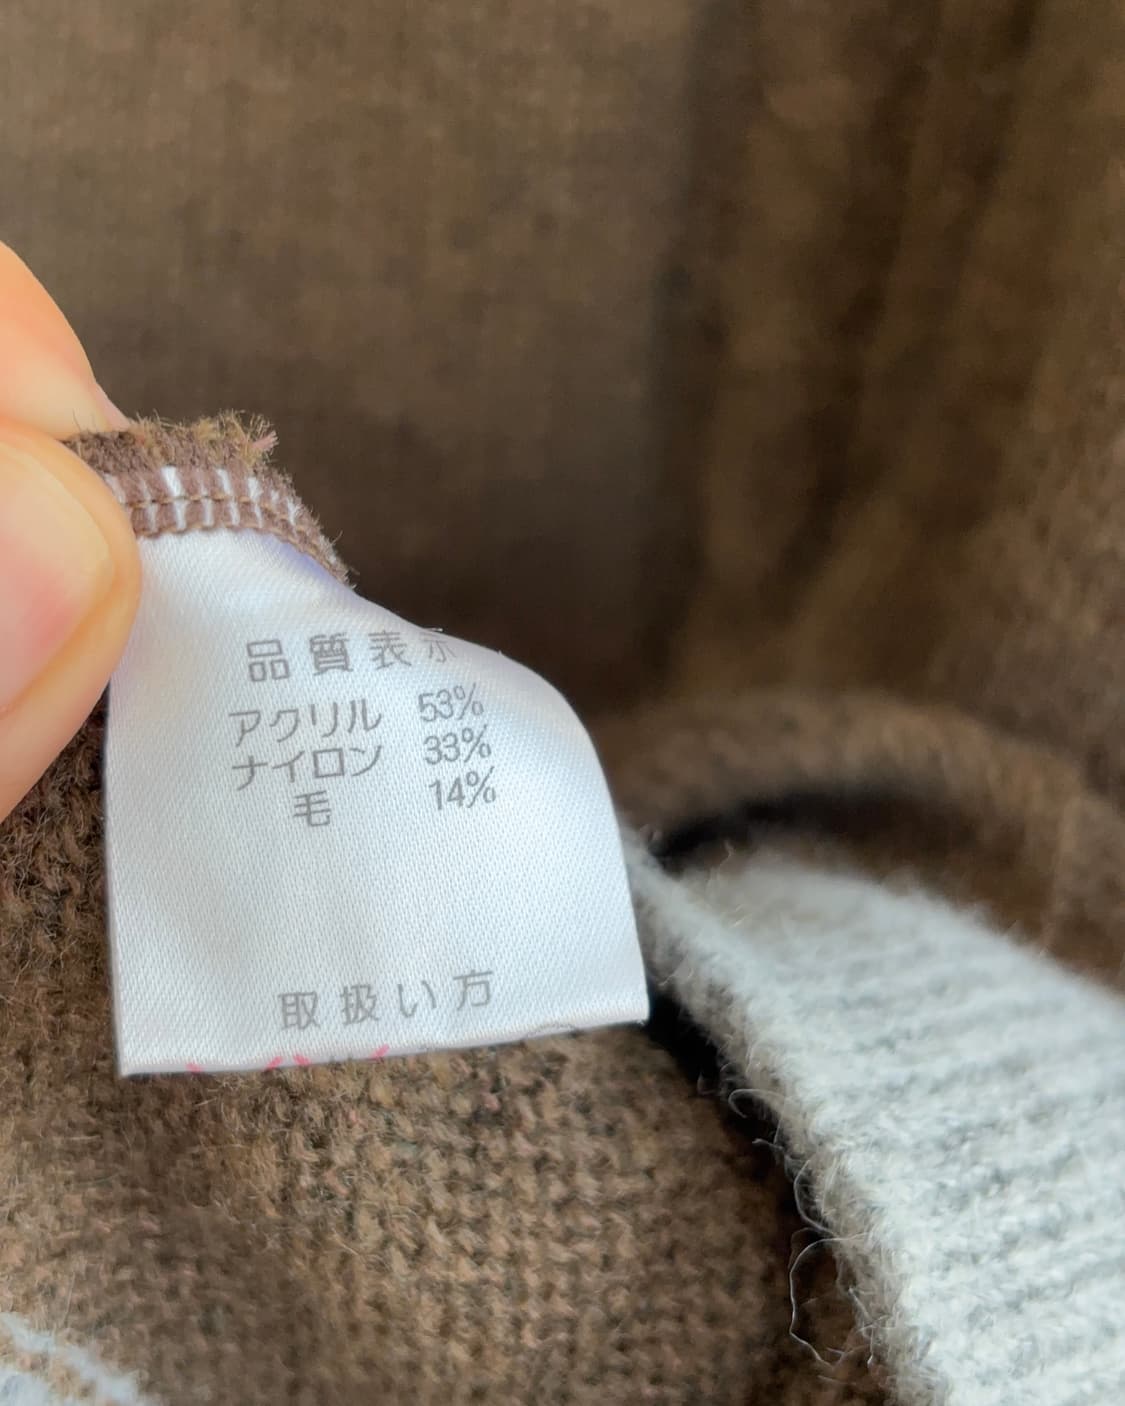 品質表示
アクリル 53%
ナイロン 33%
毛 14%
取扱い方